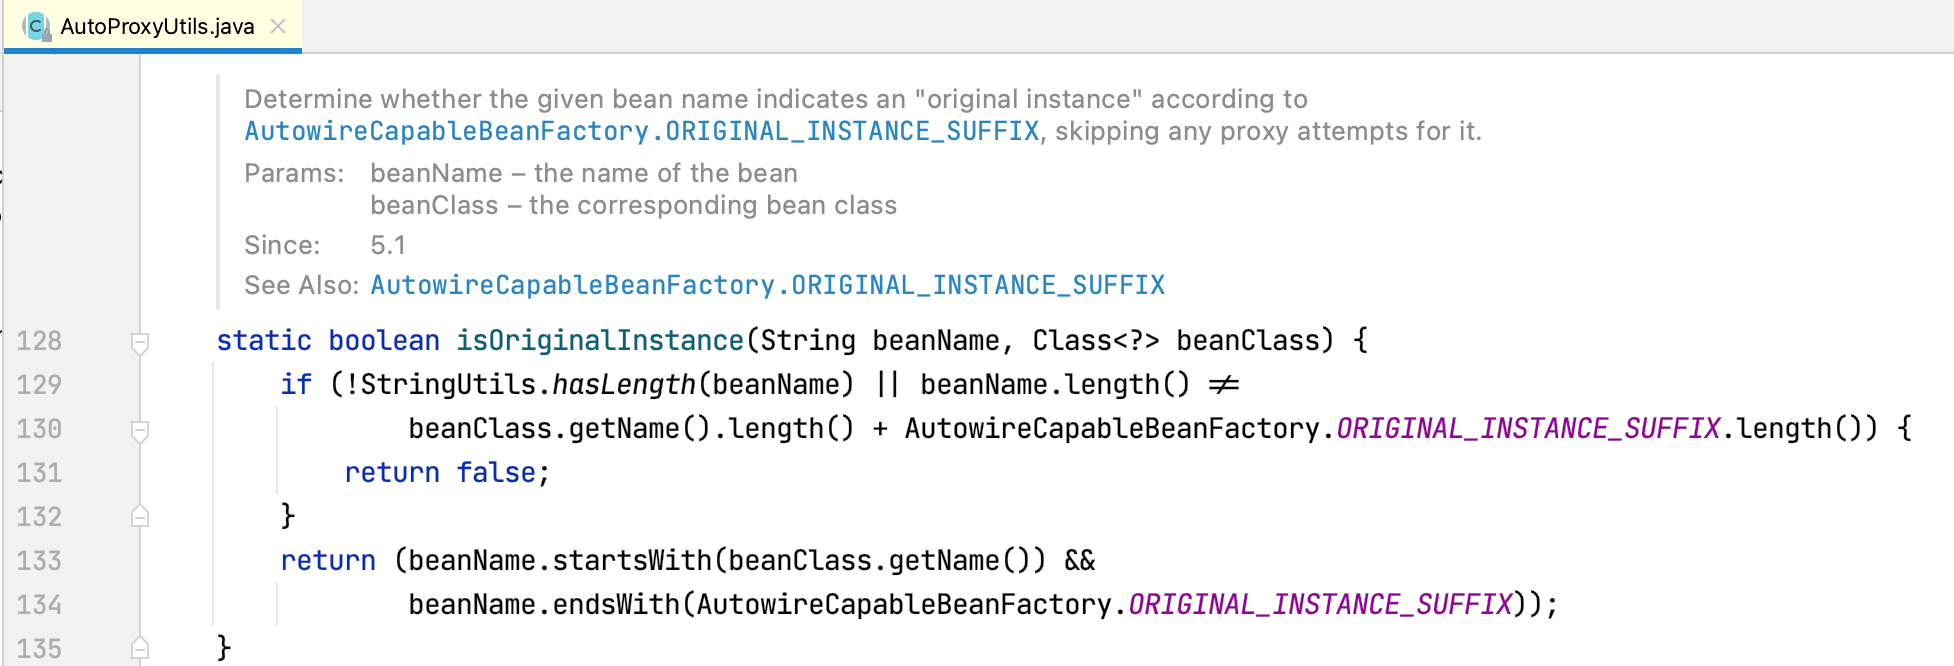 AutoProxyUtils.java
Determine whether the given bean name indicates an "original instance" according to
AutowireCapableBeanFactory.ORIGINAL_INSTANCE_SUFFIX, skipping any proxy attempts for it.
Params: beanName – the name of the bean
beanClass – the corresponding bean class
Since: 5.1
See Also: AutowireCapableBeanFactory.ORIGINAL_INSTANCE_SUFFIX
128 static boolean isOriginalInstance(String beanName, Class<?> beanClass) {
129 if (!StringUtils.hasLength(beanName) || beanName.length() ≠
130 beanClass.getName().length() + AutowireCapableBeanFactory.ORIGINAL_INSTANCE_SUFFIX.length()) {
131 return false;
132 }
133 return (beanName.startsWith(beanClass.getName()) &&
134 beanName.endsWith(AutowireCapableBeanFactory.ORIGINAL_INSTANCE_SUFFIX));
135 }